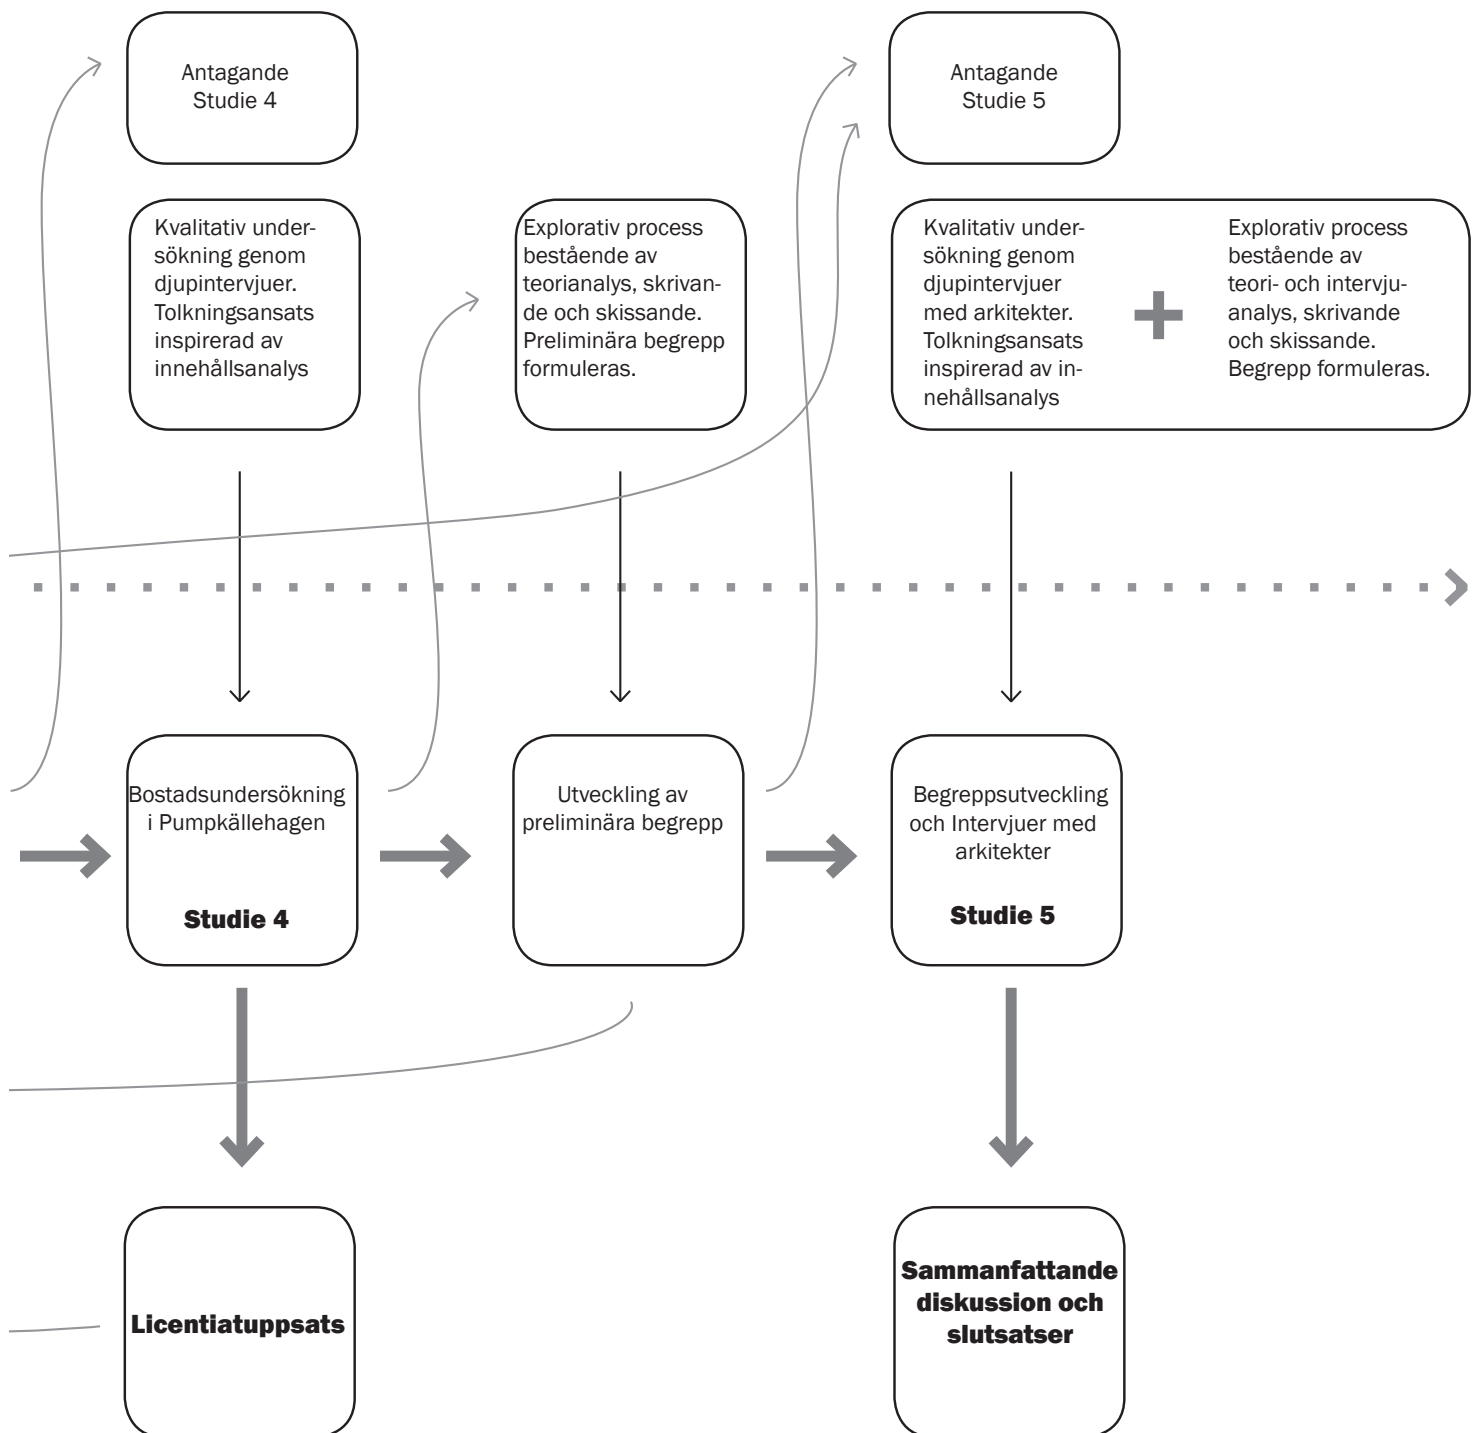 Antagande
Studie 4
Antagande
Studie 5
Kvalitativ under-
sökning genom
djupintervjuer.
Tolkningsansats
inspirerad av
innehållsanalys
Explorativ process
bestående av
teorianalys, skrivan-
de och skissande.
Preliminära begrepp
formuleras.
Kvalitativ under-
sökning genom
djupintervjuer
med arkitekter.
Tolkningsansats
inspirerad av in-
nehållsanalys
+
Explorativ process
bestående av
teori- och intervju-
analys, skrivande
och skissande.
Begrepp formuleras.
Bostadsundersökning
i Pumpkällehagen
Studie 4
Utveckling av
preliminära begrepp
Begreppsutveckling
och Intervjuer med
arkitekter
Studie 5
Licentiatuppsats
Sammanfattande
diskussion och
slutsatser